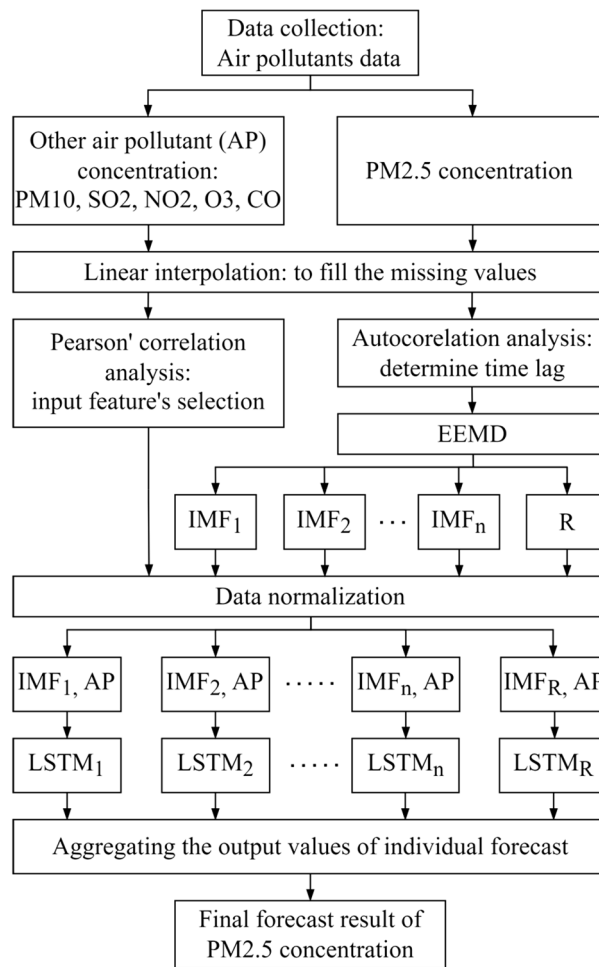 Data collection:
Air pollutants data
Other air pollutant (AP)
concentration:
PM10, SO2, NO2, O3, CO
PM2.5 concentration
Linear interpolation: to fill the missing values
Pearson' correlation
analysis:
input feature's selection
Autocorelation analysis:
determine time lag
EEMD
IMF1 IMF2 ... IMFn R
Data normalization
IMF1, AP IMF2, AP ..... IMFn, AP IMFR, AP
LSTM1 LSTM2 ..... LSTMn LSTMR
Aggregating the output values of individual forecast
Final forecast result of
PM2.5 concentration